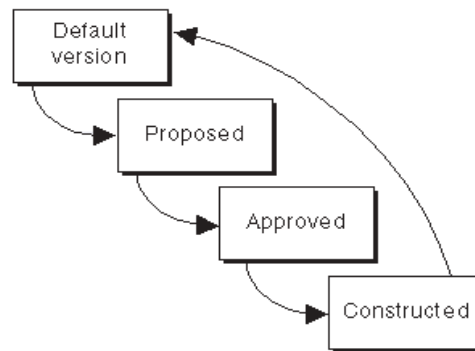 Default
version
Proposed
Approved
Constructed